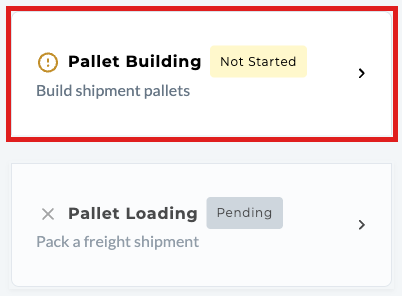 Pallet Building Not Started
Build shipment pallets
Pallet Loading Pending
Pack a freight shipment